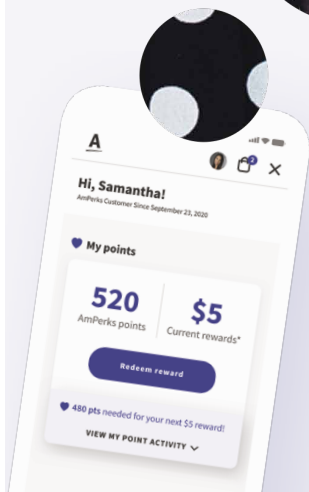 A
2
Hi, Samantha!
AmPerks Customer Since September 23, 2020
My points
520
AmPerks points
$5
Current rewards*
Redeem reward
480 pts needed for your next $5 reward!
VIEW MY POINT ACTIVITY